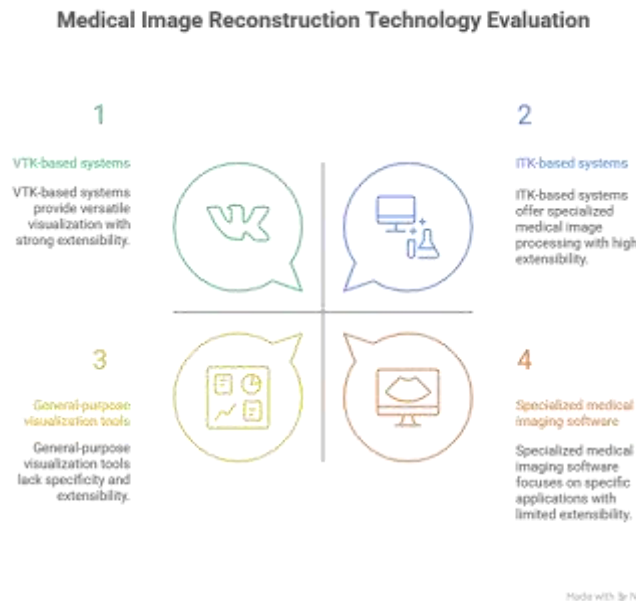 Medical Image Reconstruction Technology Evaluation
1
VTK-based systems
VTK-based systems
provide versatile
visualization with
strong extensibility.
2
ITK-based systems
ITK-based systems
offer specialized
medical image
processing with high
extensibility.
3
General-purpose
visualization tools
General-purpose
visualization tools
lack specificity and
extensibility.
4
Specialized medical
imaging software
Specialized medical
imaging software
focuses on specific
applications with
limited extensibility.
Made with